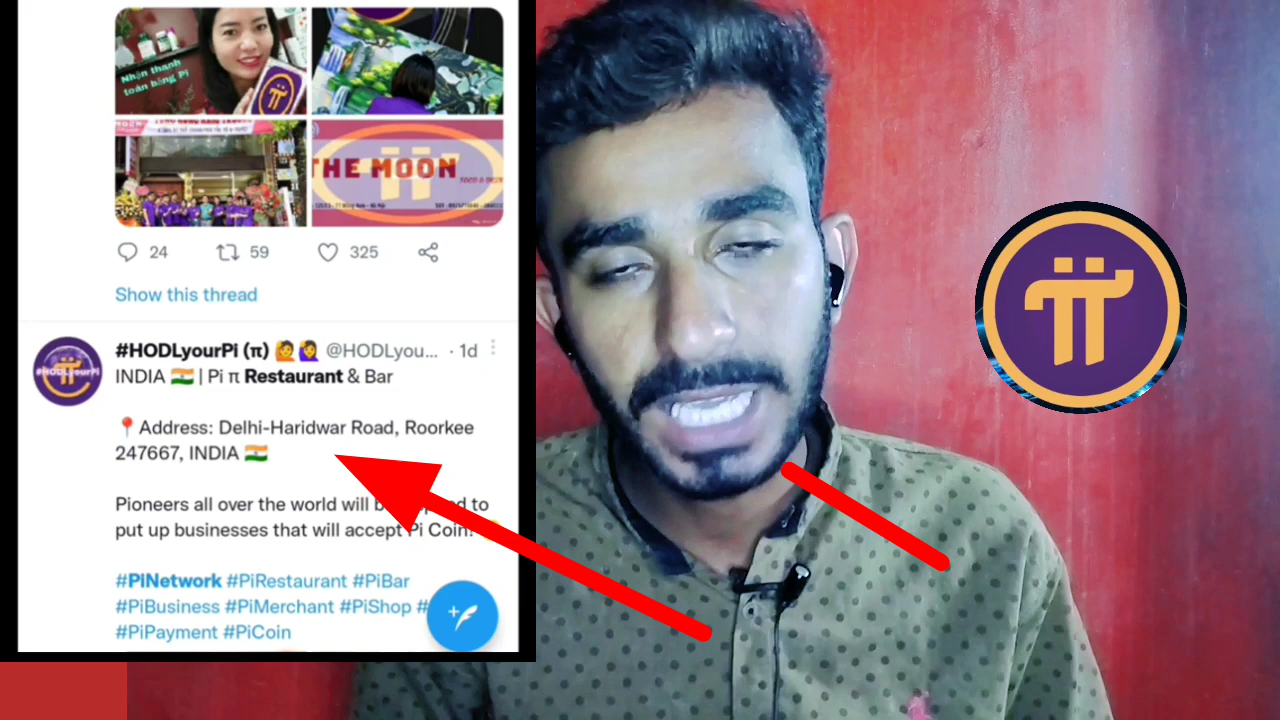 Nhận thanh
toán bằng Pi
THE MOON
24
59
325
Show this thread
#HODLyourPi (π) 🙋🙋‍♀️ @HODLyou... · 1d
INDIA 🇮🇳 | Pi π Restaurant & Bar
📍Address: Delhi-Haridwar Road, Roorkee
247667, INDIA 🇮🇳
Pioneers all over the world will to
put up businesses that will accept Pi Coin!
#PiNetwork #PiRestaurant #PiBar
#PiBusiness #PiMerchant #PiShop #
#PiPayment #PiCoin